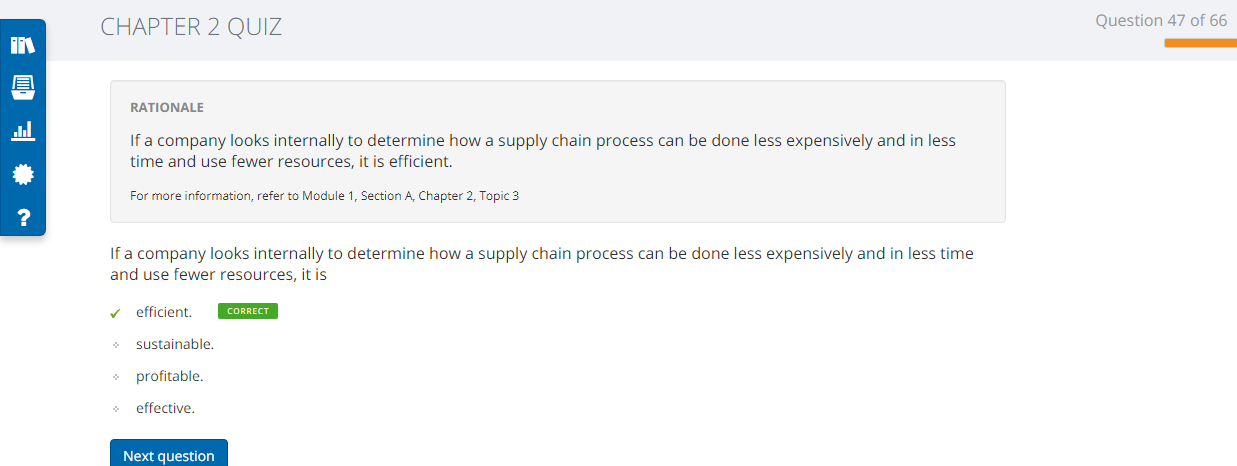 CHAPTER 2 QUIZ
Question 47 of 66
RATIONALE
If a company looks internally to determine how a supply chain process can be done less expensively and in less
time and use fewer resources, it is efficient.
For more information, refer to Module 1, Section A, Chapter 2, Topic 3
If a company looks internally to determine how a supply chain process can be done less expensively and in less time
and use fewer resources, it is
efficient. CORRECT
sustainable.
profitable.
effective.
Next question